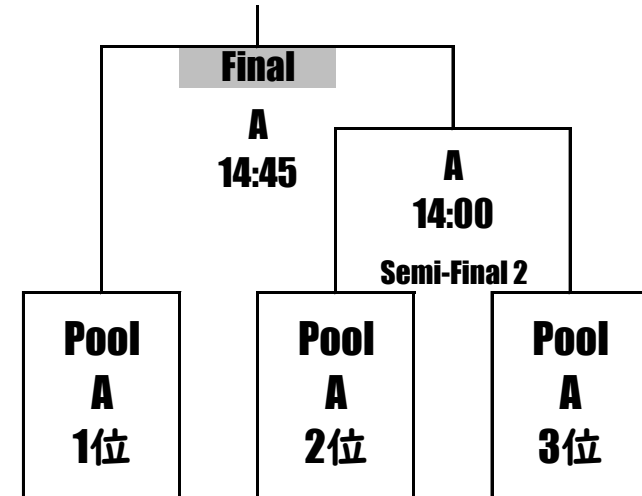 Final
A
14:45
A
14:00
Semi-Final 2
Pool
A
1位
Pool
A
2位
Pool
A
3位